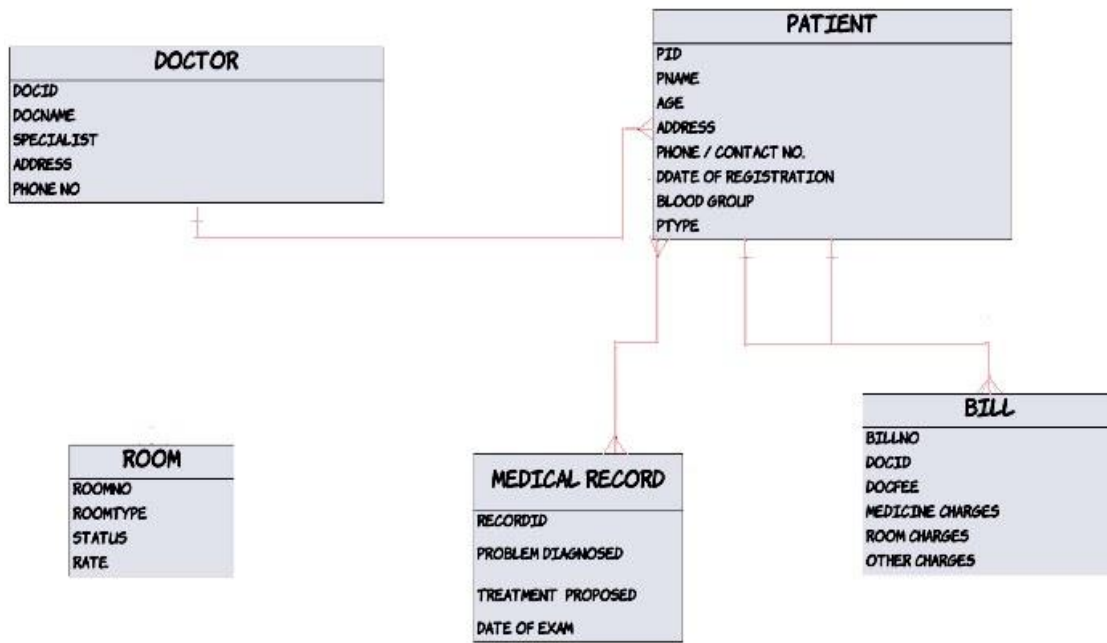 DOCTOR
DOCID
DOCNAME
SPECIALIST
ADDRESS
PHONE NO
PATIENT
PID
PNAME
AGE
ADDRESS
PHONE / CONTACT NO.
DDATE OF REGISTRATION
BLOOD GROUP
PTYPE
ROOM
ROOMNO
ROOMTYPE
STATUS
RATE
MEDICAL RECORD
RECORDID
PROBLEM DIAGNOSED
TREATMENT PROPOSED
DATE OF EXAM
BILL
BILLNO
DOCID
DOCFEE
MEDICINE CHARGES
ROOM CHARGES
OTHER CHARGES